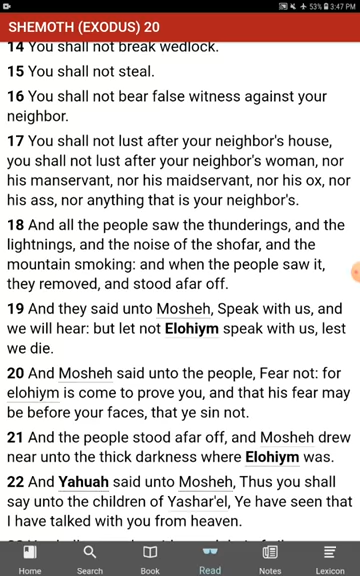 53% 3:47 PM
SHEMOTH (EXODUS) 20
14 You shall not break wedlock.
15 You shall not steal.
16 You shall not bear false witness against your
neighbor.
17 You shall not lust after your neighbor's house,
you shall not lust after your neighbor's woman, nor
his manservant, nor his maidservant, nor his ox, nor
his ass, nor anything that is your neighbor's.
18 And all the people saw the thunderings, and the
lightnings, and the noise of the shofar, and the
mountain smoking: and when the people saw it,
they removed, and stood afar off.
19 And they said unto Mosheh, Speak with us, and
we will hear: but let not Elohiym speak with us, lest
we die.
20 And Mosheh said unto the people, Fear not: for
elohiym is come to prove you, and that his fear may
be before your faces, that ye sin not.
21 And the people stood afar off, and Mosheh drew
near unto the thick darkness where Elohiym was.
22 And Yahuah said unto Mosheh, Thus you shall
say unto the children of Yashar'el, Ye have seen that
I have talked with you from heaven.
Home Search Book Read Notes Lexicon